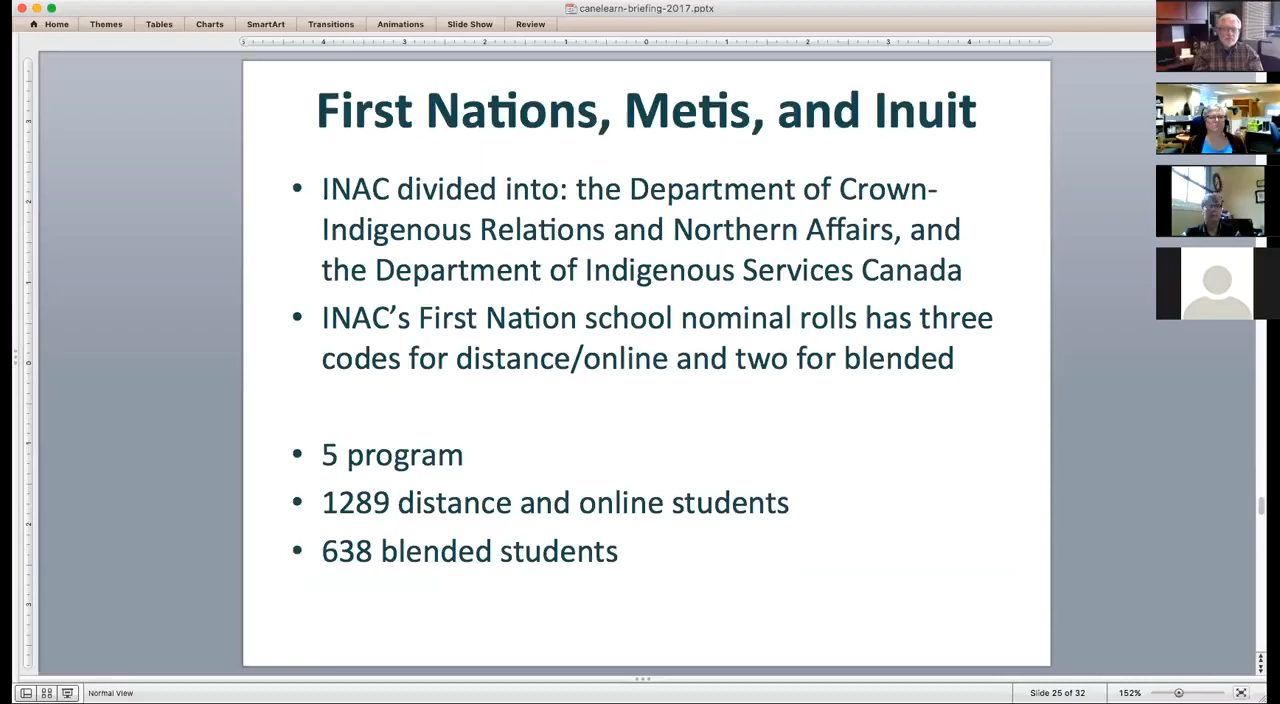 canelearn-briefing-2017.pptx
Home Themes Tables Charts SmartArt Transitions Animations Slide Show Review
First Nations, Metis, and Inuit
• INAC divided into: the Department of Crown-
Indigenous Relations and Northern Affairs, and
the Department of Indigenous Services Canada
• INAC’s First Nation school nominal rolls has three
codes for distance/online and two for blended
• 5 program
• 1289 distance and online students
• 638 blended students
Normal View Slide 25 of 32 152%